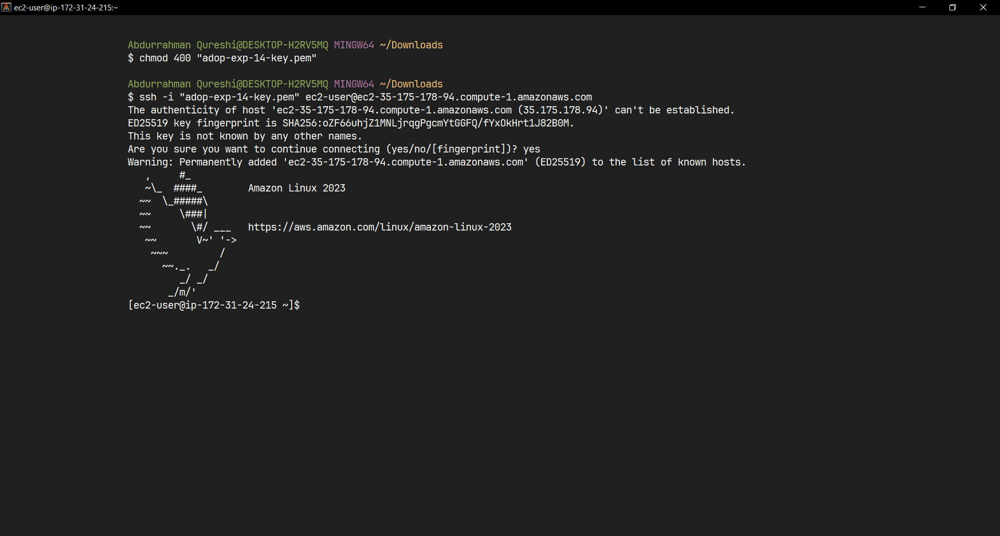 ec2-user@ip-172-31-24-215:~
Abdurrahman Qureshi@DESKTOP-H2RV5MQ MINGW64 ~/Downloads
$ chmod 400 "adop-exp-14-key.pem"
Abdurrahman Qureshi@DESKTOP-H2RV5MQ MINGW64 ~/Downloads
$ ssh -i "adop-exp-14-key.pem" ec2-user@ec2-35-175-178-94.compute-1.amazonaws.com
The authenticity of host 'ec2-35-175-178-94.compute-1.amazonaws.com (35.175.178.94)' can't be established.
ED25519 key fingerprint is SHA256:oZF66uhjZ1MNLjrqgPgcmYtGGFQ/fYxOkHrt1J82B0M.
This key is not known by any other names.
Are you sure you want to continue connecting (yes/no/[fingerprint])? yes
Warning: Permanently added 'ec2-35-175-178-94.compute-1.amazonaws.com' (ED25519) to the list of known hosts.
   ,     #_
   ~\_  ####_        Amazon Linux 2023
  ~~  \_#####\
  ~~     \###|
  ~~       \#/ ___   https://aws.amazon.com/linux/amazon-linux-2023
   ~~       V~' '->
    ~~~         /
      ~~._.   _/
         _/ _/
       _/m/'
[ec2-user@ip-172-31-24-215 ~]$